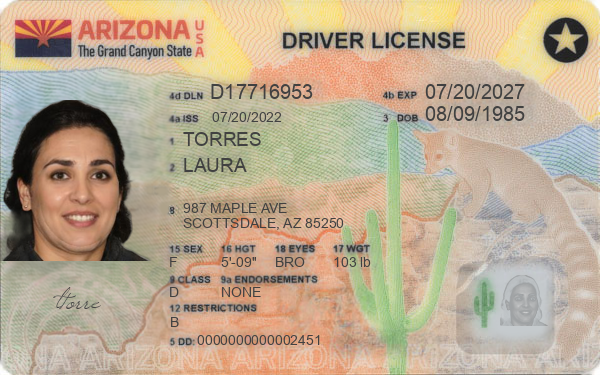 ARIZONA USA
The Grand Canyon State
DRIVER LICENSE
4d DLN D17716953
4b EXP 07/20/2027
4a ISS 07/20/2022
3 DOB 08/09/1985
1 TORRES
2 LAURA
8 987 MAPLE AVE
SCOTTSDALE, AZ 85250
15 SEX 16 HGT 18 EYES 17 WGT
F 5'-09" BRO 103 lb
9 CLASS 9a ENDORSEMENTS
D NONE
12 RESTRICTIONS
B
5 DD: 0000000000002451
Torre
ARIZONA ARIZONA ARIZONA ARIZONA